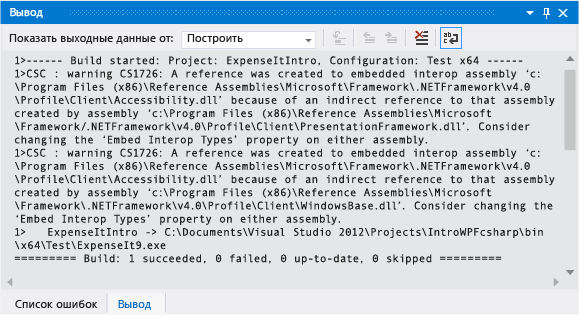 Вывод
Показать выходные данные от: Построить
1>------ Build started: Project: ExpenseItIntro, Configuration: Test x64 ------
1>CSC : warning CS1726: A reference was created to embedded interop assembly ‘c:
\Program Files (x86)\Reference Assemblies\Microsoft\Framework\.NETFramework\v4.0
\Profile\Client\Accessibility.dll’ because of an indirect reference to that assembly
created by assembly ‘c:\Program Files (x86)\Reference Assemblies\Microsoft
\Framework/.NETFramework\v4.0\Profile\Client\PresentationFramework.dll’. Consider
changing the ‘Embed Interop Types’ property on either assembly.
1>CSC : warning CS1726: A reference was created to embedded interop assembly ‘c:
\Program Files (x86)\Reference Assemblies\Microsoft\Framework\.NETFramework\v4.0
\Profile\Client\Accessibility.dll’ because of an indirect reference to that assembly
created by assembly ‘c:\Program Files (x86)\Reference Assemblies\Microsoft
\Framework\.NETFramework\v4.0\Profile\Client\WindowsBase.dll’. Consider changing the
‘Embed Interop Types’ property on either assembly.
1>   ExpenseItIntro -> C:\Documents\Visual Studio 2012\Projects\IntroWPFcsharp\bin
\x64\Test\ExpenseIt9.exe
========= Build: 1 succeeded, 0 failed, 0 up-to-date, 0 skipped =========
Список ошибок Вывод